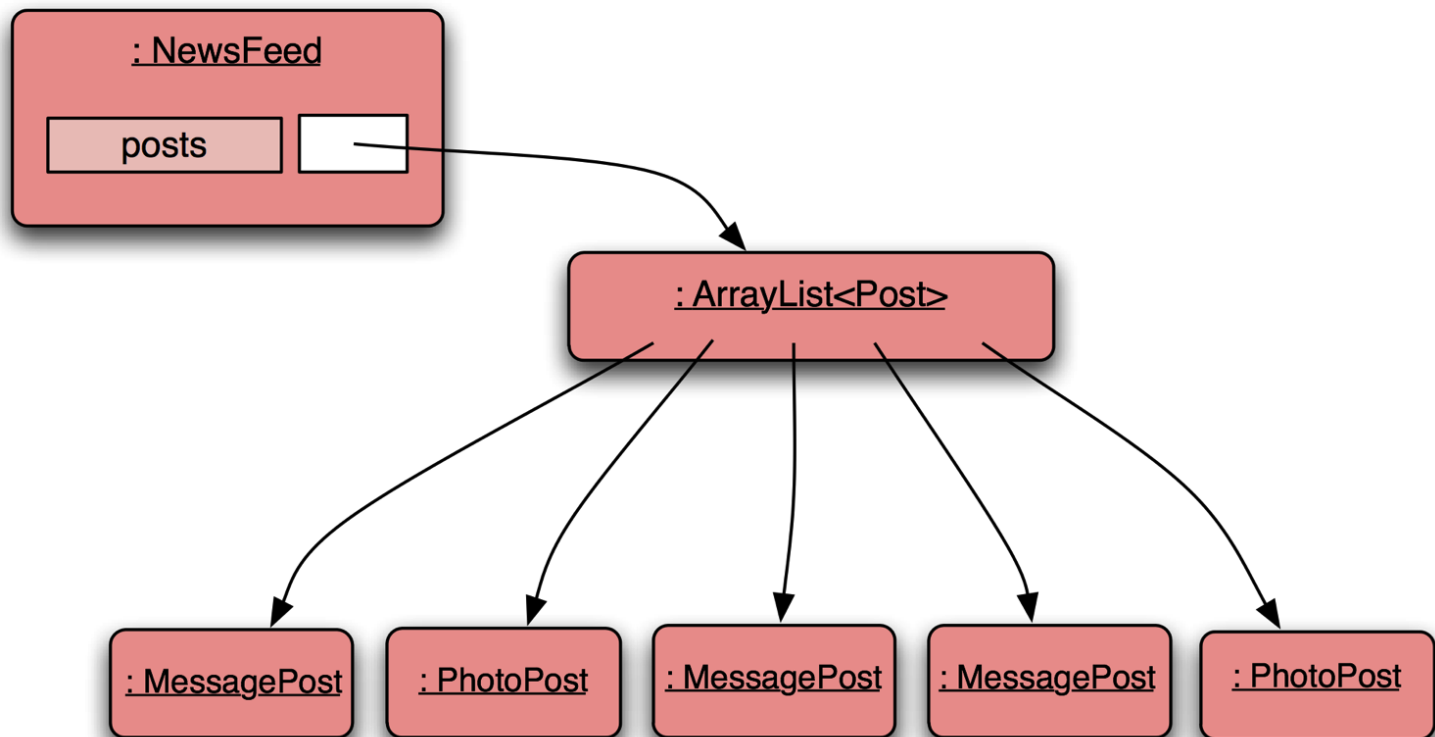 : NewsFeed
posts
: ArrayList<Post>
: MessagePost
: PhotoPost
: MessagePost
: MessagePost
: PhotoPost